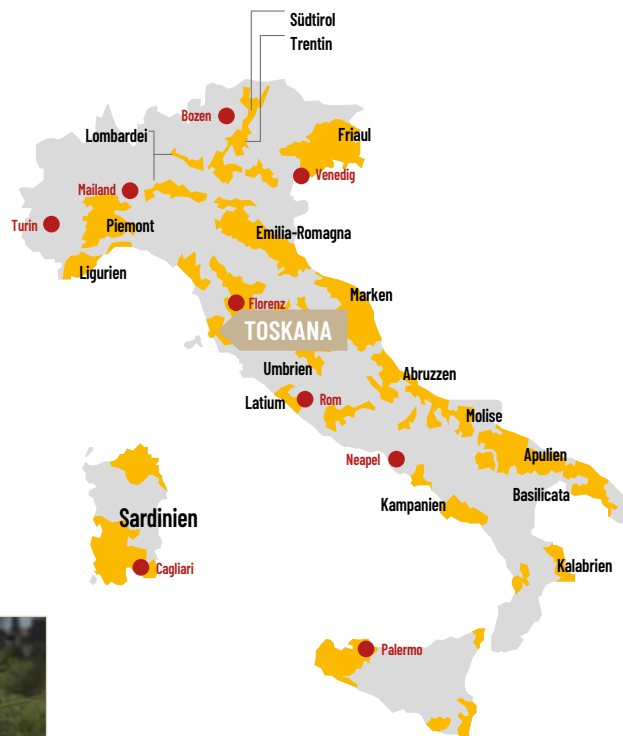 Südtirol
Trentin
Bozen
Lombardei
Friaul
Venedig
Mailand
Turin
Piemont
Emilia-Romagna
Ligurien
Marken
Florenz
TOSKANA
Umbrien
Abruzzen
Latium
Rom
Molise
Apulien
Neapel
Basilicata
Kampanien
Sardinien
Kalabrien
Cagliari
Palermo